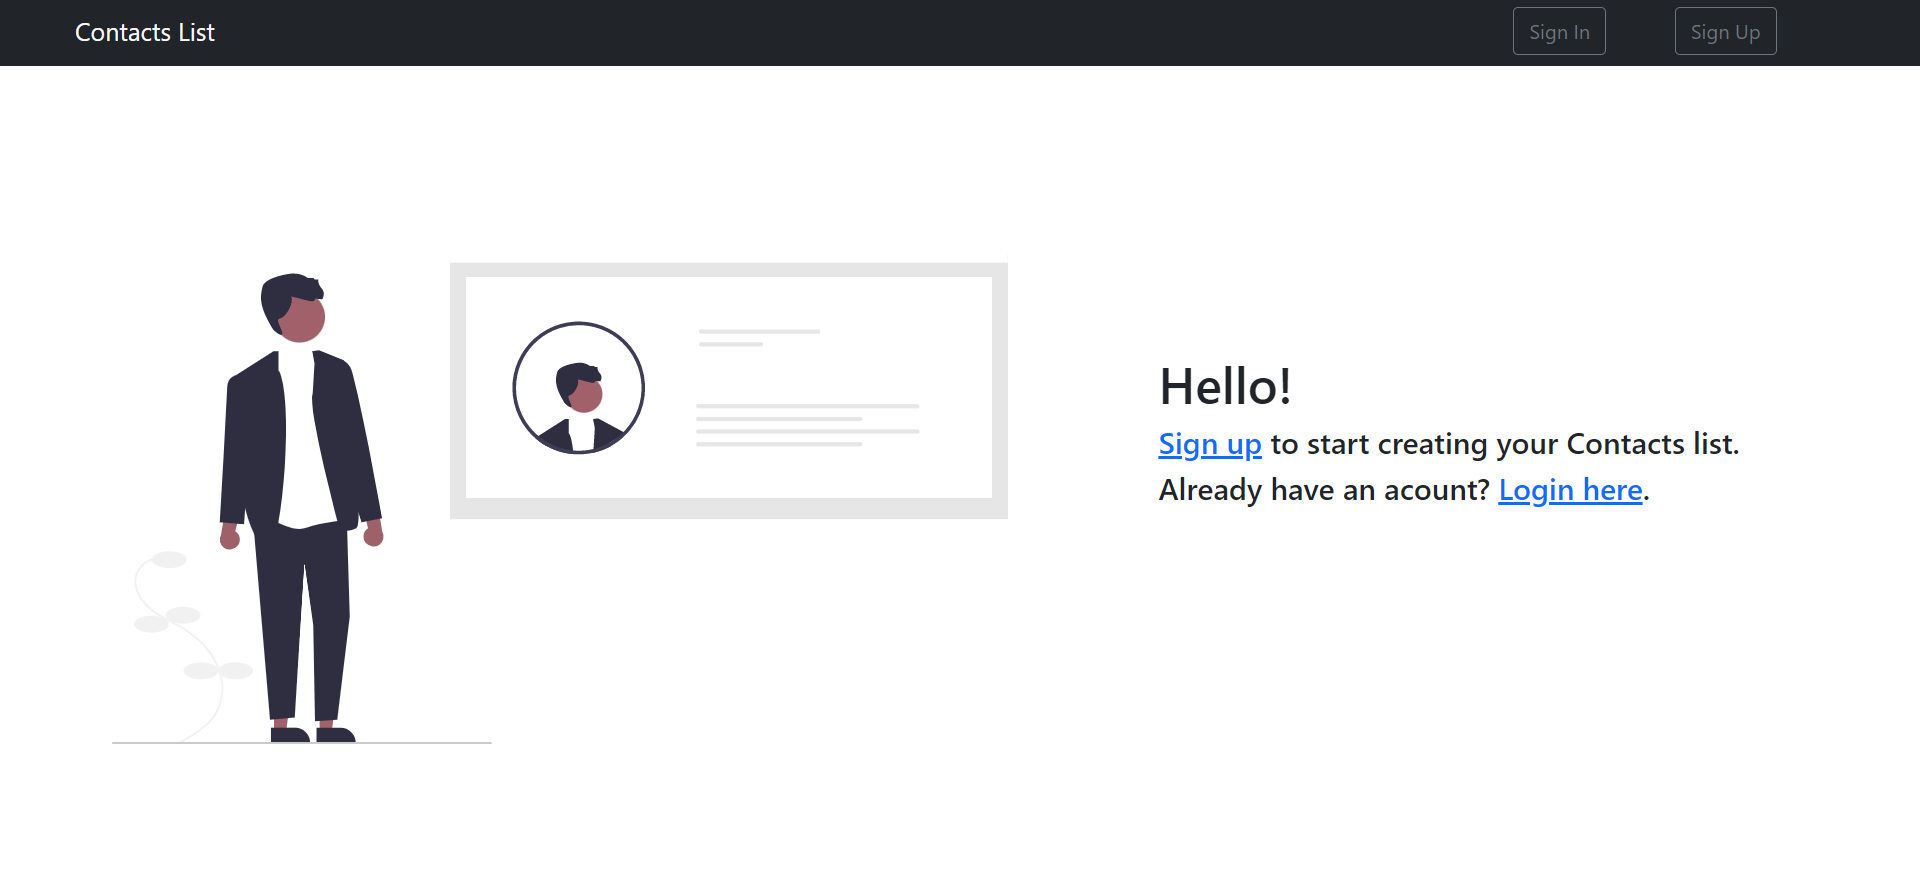 Contacts List
Sign In
Sign Up
Hello!
Sign up to start creating your Contacts list.
Already have an acount? Login here.